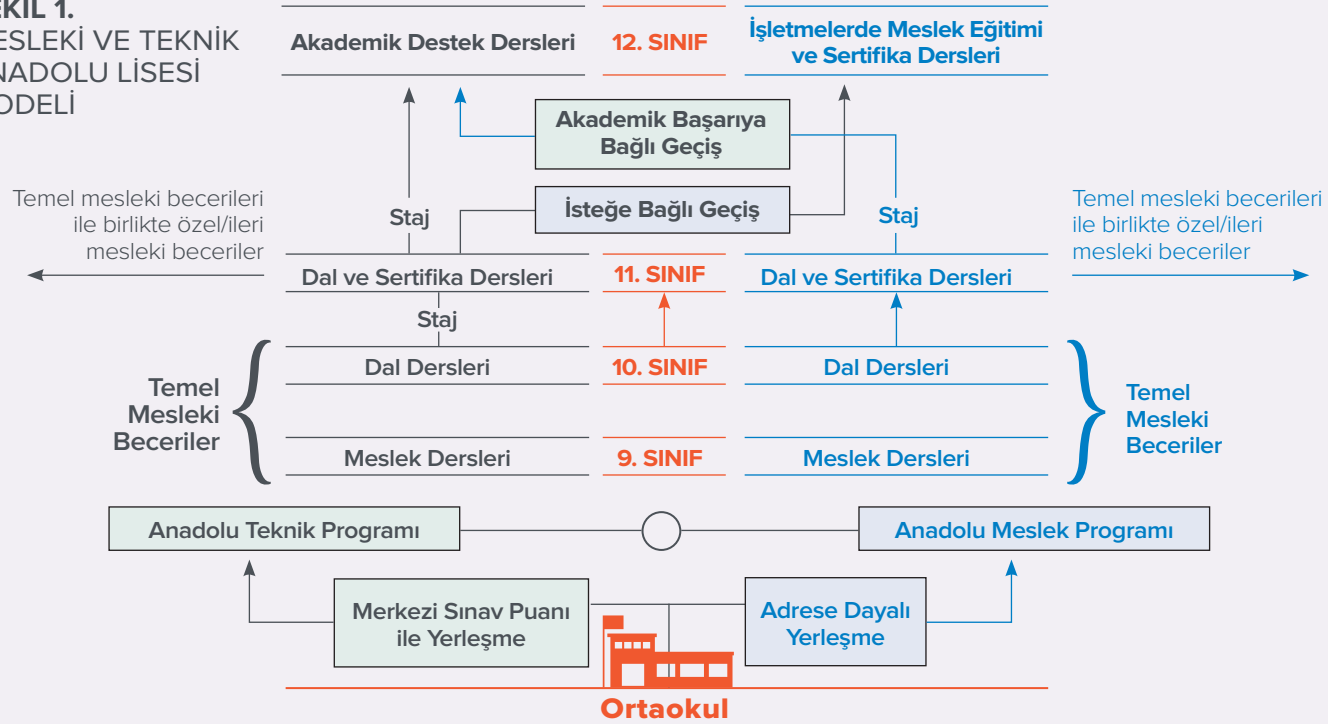 EKİL 1.
ESLEKİ VE TEKNİK
NADOLU LİSESİ
ODELİ
Akademik Destek Dersleri
12. SINIF
İşletmelerde Meslek Eğitimi
ve Sertifika Dersleri
Akademik Başarıya
Bağlı Geçiş
Temel mesleki becerileri
ile birlikte özel/ileri
mesleki beceriler
Staj
İsteğe Bağlı Geçiş
Staj
Temel mesleki becerileri
ile birlikte özel/ileri
mesleki beceriler
Dal ve Sertifika Dersleri
11. SINIF
Dal ve Sertifika Dersleri
Staj
Temel
Mesleki
Beceriler
Dal Dersleri
10. SINIF
Dal Dersleri
Temel
Mesleki
Beceriler
Meslek Dersleri
9. SINIF
Meslek Dersleri
Anadolu Teknik Programı
Anadolu Meslek Programı
Merkezi Sınav Puanı
ile Yerleşme
Adrese Dayalı
Yerleşme
Ortaokul